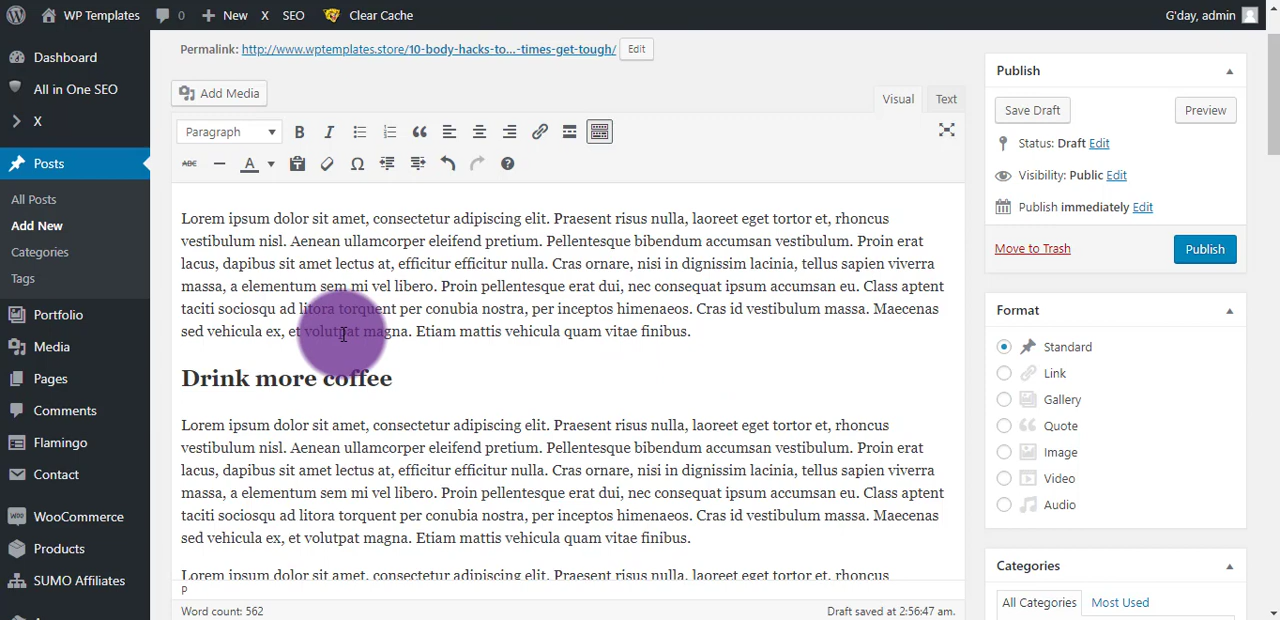 WP Templates 0 New X SEO Clear Cache G'day, admin
Dashboard
All in One SEO
X
Posts
All Posts
Add New
Categories
Tags
Portfolio
Media
Pages
Comments
Flamingo
Contact
WooCommerce
Products
SUMO Affiliates
Permalink: http://www.wptemplates.store/10-body-hacks-to...-times-get-tough/ Edit
Add Media
Visual Text
Paragraph B I
ABC A
Lorem ipsum dolor sit amet, consectetur adipiscing elit. Praesent risus nulla, laoreet eget tortor et, rhoncus
vestibulum nisl. Aenean ullamcorper eleifend pretium. Pellentesque bibendum accumsan vestibulum. Proin erat
lacus, dapibus sit amet lectus at, efficitur efficitur nulla. Cras ornare, nisi in dignissim lacinia, tellus sapien viverra
massa, a elementum sem mi vel libero. Proin pellentesque erat dui, nec consequat ipsum accumsan eu. Class aptent
taciti sociosqu ad litora torquent per conubia nostra, per inceptos himenaeos. Cras id vestibulum massa. Maecenas
sed vehicula ex, et volutpat magna. Etiam mattis vehicula quam vitae finibus.
Drink more coffee
Lorem ipsum dolor sit amet, consectetur adipiscing elit. Praesent risus nulla, laoreet eget tortor et, rhoncus
vestibulum nisl. Aenean ullamcorper eleifend pretium. Pellentesque bibendum accumsan vestibulum. Proin erat
lacus, dapibus sit amet lectus at, efficitur efficitur nulla. Cras ornare, nisi in dignissim lacinia, tellus sapien viverra
massa, a elementum sem mi vel libero. Proin pellentesque erat dui, nec consequat ipsum accumsan eu. Class aptent
taciti sociosqu ad litora torquent per conubia nostra, per inceptos himenaeos. Cras id vestibulum massa. Maecenas
sed vehicula ex, et volutpat magna. Etiam mattis vehicula quam vitae finibus.
Lorem ipsum dolor sit amet, consectetur adipiscing elit. Praesent risus nulla, laoreet eget tortor et, rhoncus
P
Word count: 562 Draft saved at 2:56:47 am.
Publish
Save Draft Preview
Status: Draft Edit
Visibility: Public Edit
Publish immediately Edit
Move to Trash Publish
Format
Standard
Link
Gallery
Quote
Image
Video
Audio
Categories
All Categories Most Used